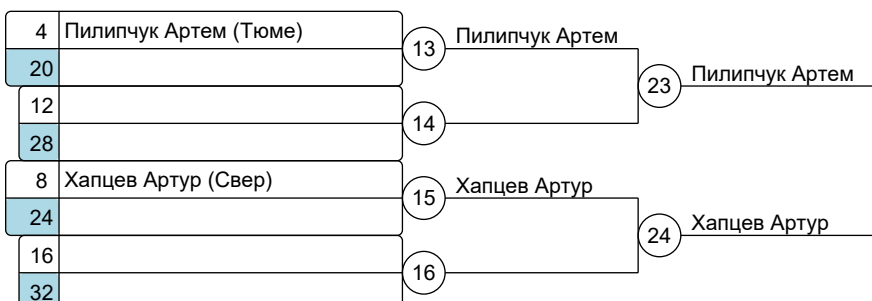 4 Пилипчук Артем (Тюме)
13 Пилипчук Артем
20
23 Пилипчук Артем
12
14
28
8 Хапцев Артур (Свер)
15 Хапцев Артур
24
24 Хапцев Артур
16
16
32